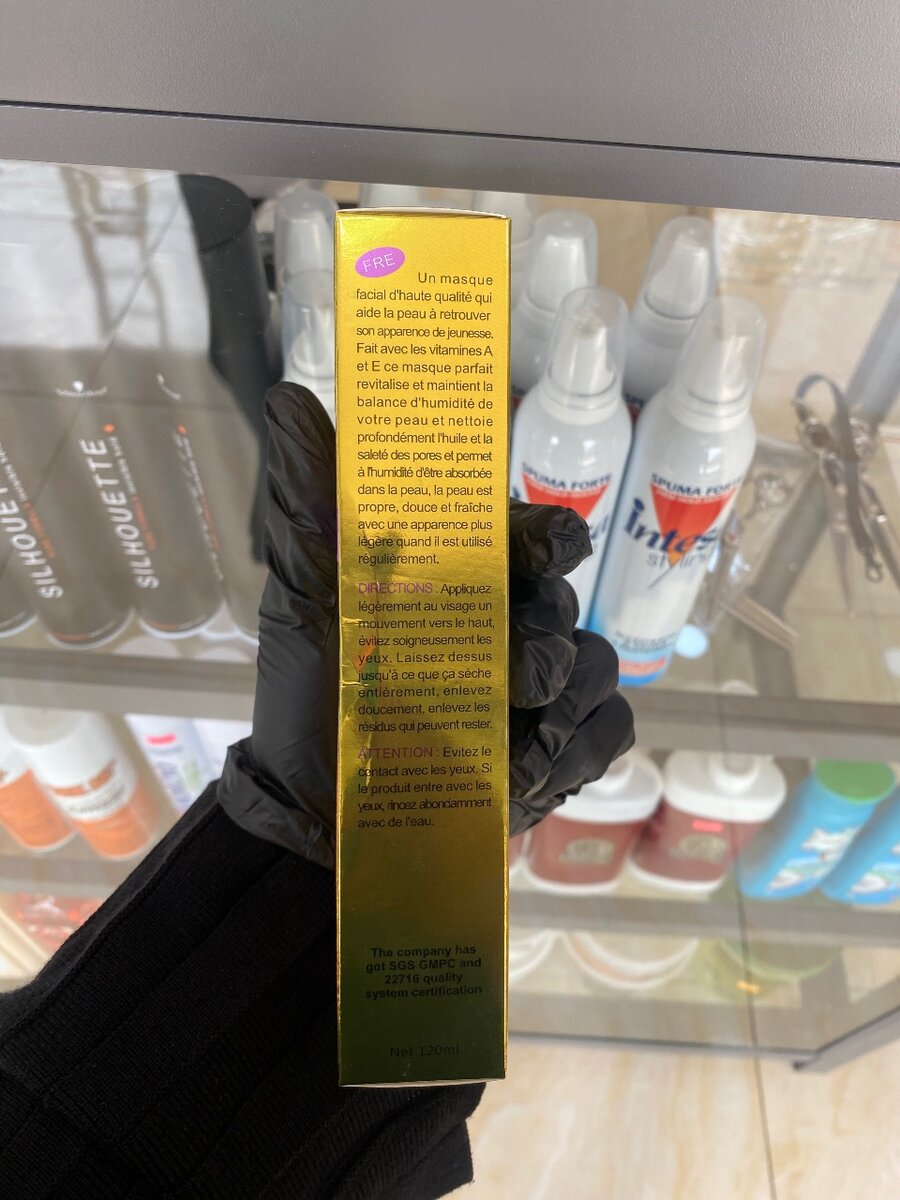 FRE
Un masque
facial d'haute qualité qui
aide la peau à retrouver
son apparence de jeunesse.
Fait avec les vitamines A
et E ce masque parfait
revitalise et maintient la
balance d'humidité de
votre peau et nettoie
profondément l'huile et la
saleté des pores et permet
à l'humidité d'être absorbée
dans la peau, la peau est
propre, douce et fraîche
avec une apparence plus
légère quand il est utilisé
régulièrement.
DIRECTIONS : Appliquez
légèrement au visage un
mouvement vers le haut,
évitez soigneusement les
yeux. Laissez dessus
jusqu'à ce que ça sèche
entièrement, enlevez
doucement, enlevez les
résidus qui peuvent rester.
ATTENTION : Evitez le
contact avec les yeux. Si
le produit entre avec les
yeux, rincez abondamment
avec de l'eau.
The company has
got SGS GMPC and
22716 quality
system certification
Net 120ml
SILHOUETTE
SILHOUETTE
SPUMA FORTE
SPUMA FORTE
intesa